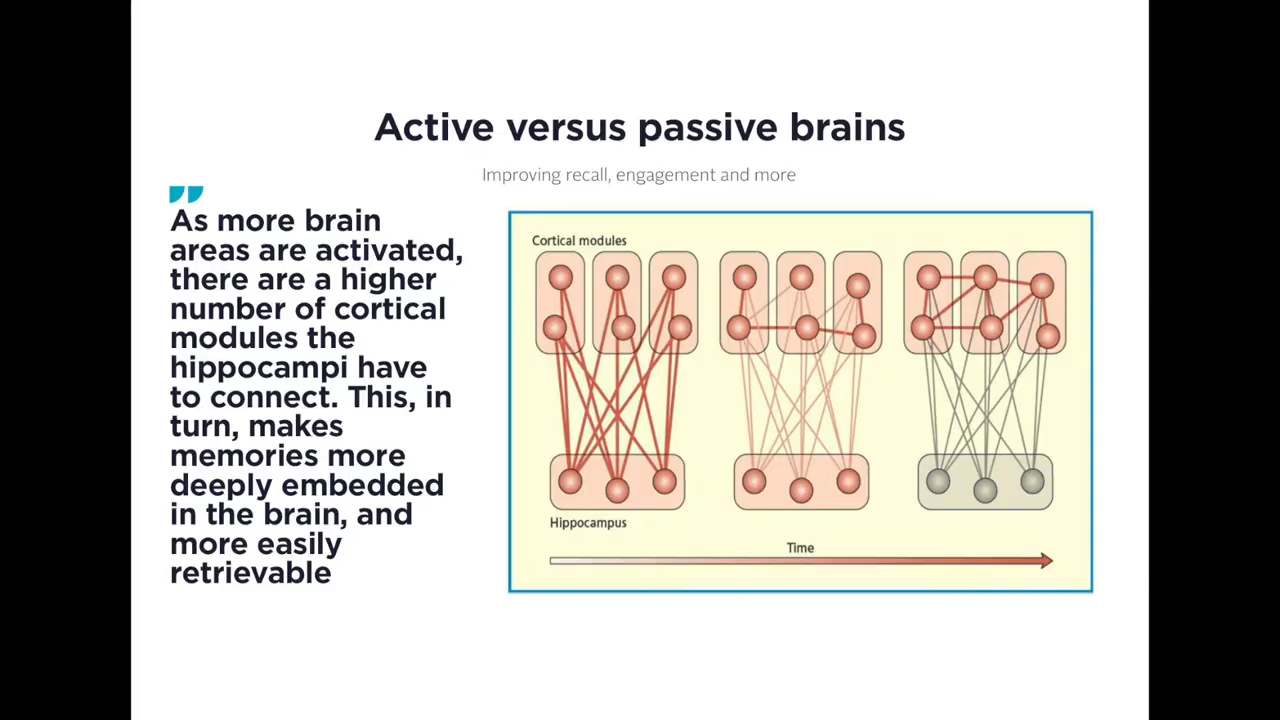 Active versus passive brains
Improving recall, engagement and more
As more brain
areas are activated,
there are a higher
number of cortical
modules the
hippocampi have
to connect. This, in
turn, makes
memories more
deeply embedded
in the brain, and
more easily
retrievable
Cortical modules
Hippocampus
Time